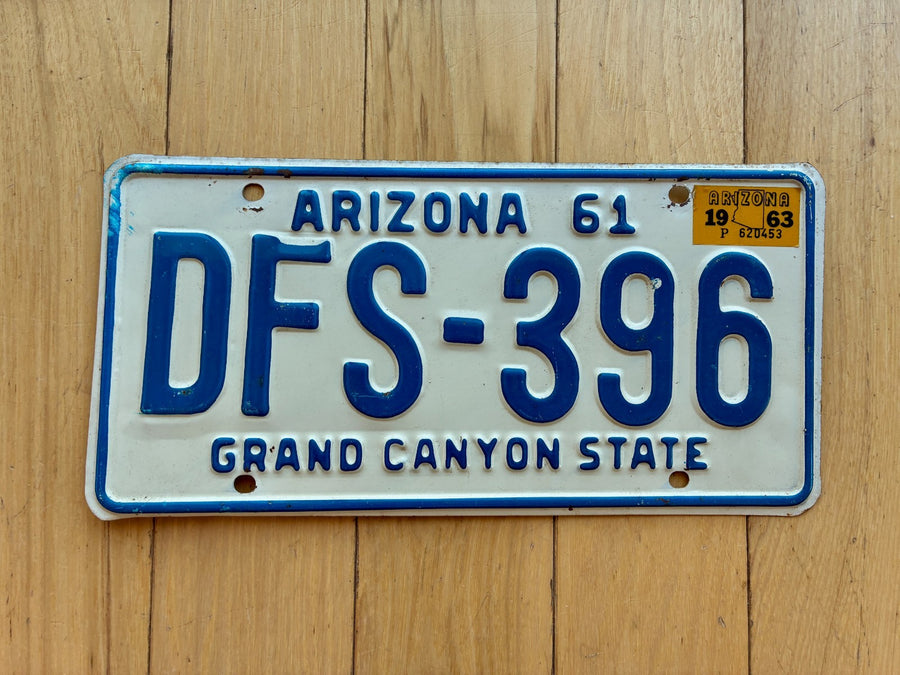 ARIZONA 61
ARIZONA
19 63
P 620453
DFS-396
GRAND CANYON STATE